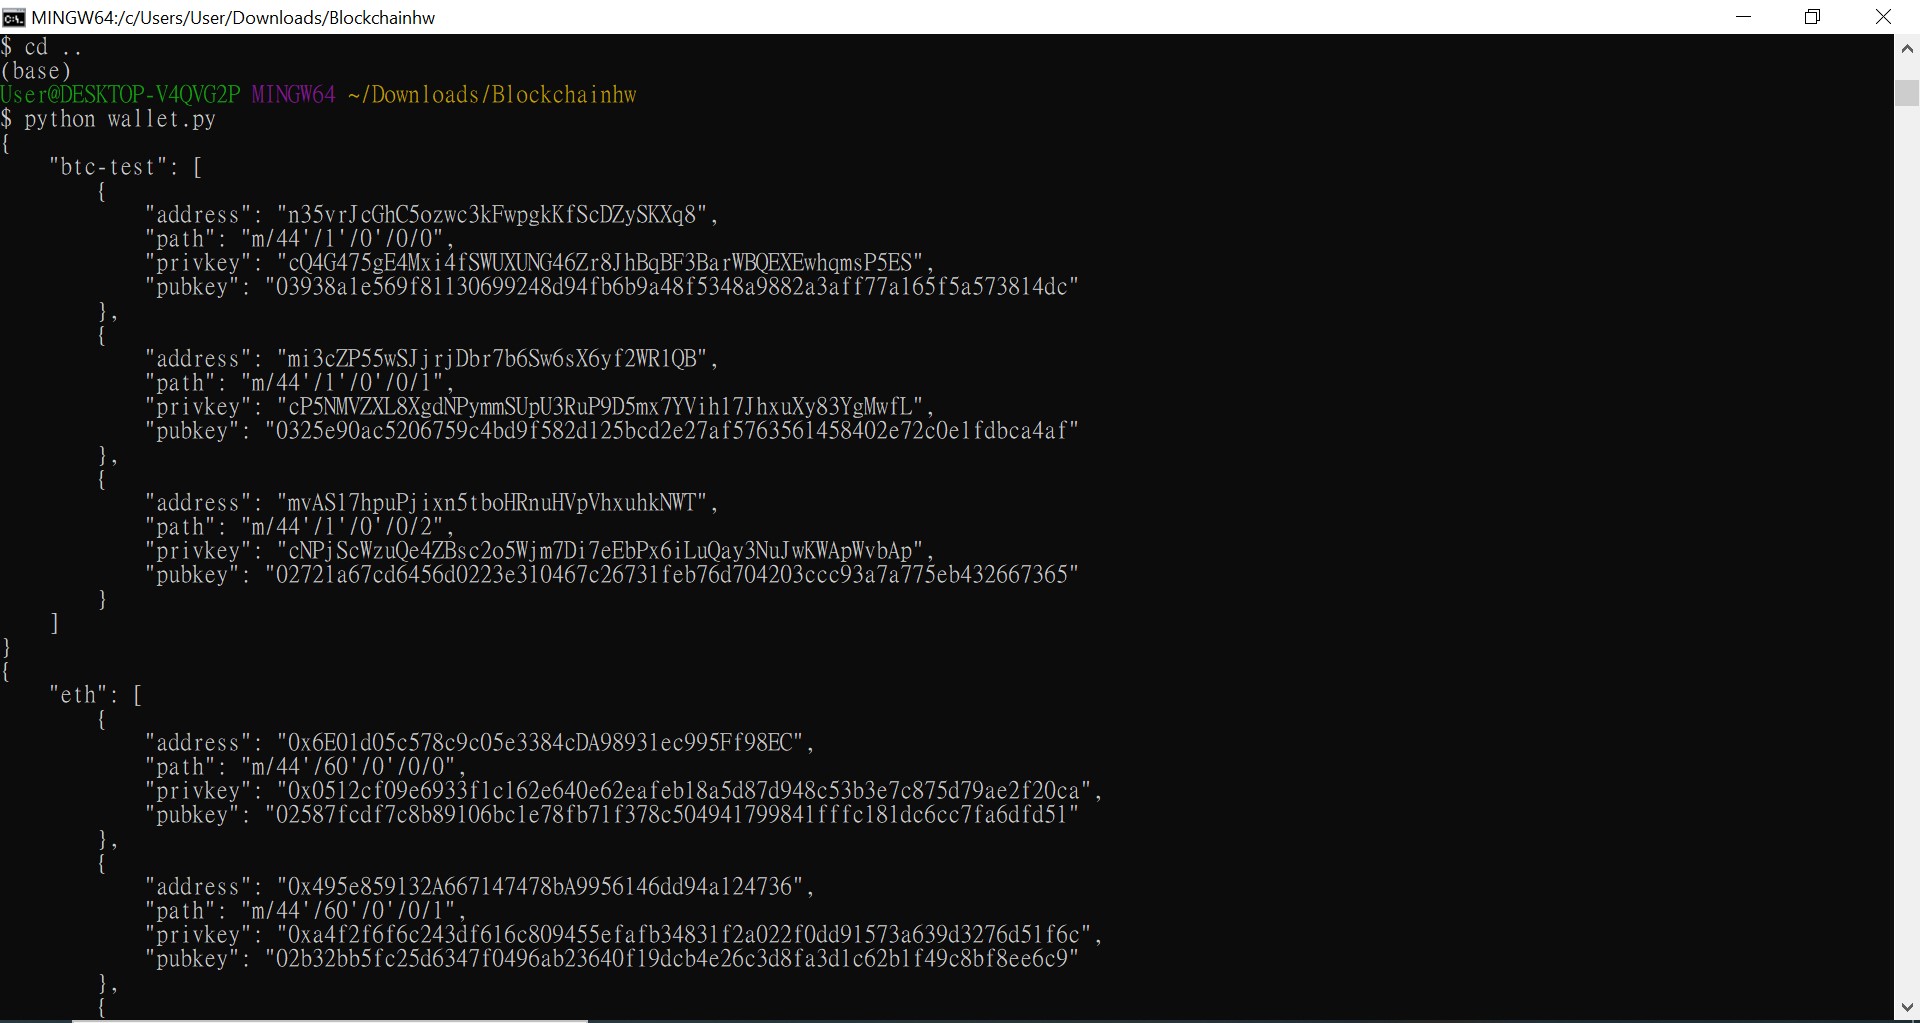 MINGW64:/c/Users/User/Downloads/Blockchainhw
$ cd ..
(base)
User@DESKTOP-V4QVG2P MINGW64 ~/Downloads/Blockchainhw
$ python wallet.py
{
    "btc-test": [
        {
            "address": "n35vrJcGhC5ozwc3kFwpgkKfScDZySKXq8",
            "path": "m/44'/1'/0'/0/0",
            "privkey": "cQ4G475gE4Mxi4fSWUXUNG46Zr8JhBqBF3BarWBQEXEwhqmsP5ES",
            "pubkey": "03938a1e569f81130699248d94fb6b9a48f5348a9882a3aff77a165f5a573814dc"
        },
        {
            "address": "mi3cZP55wSJjrjDbr7b6Sw6sX6yf2WR1QB",
            "path": "m/44'/1'/0'/0/1",
            "privkey": "cP5NMVZXL8XgdNPymmSUpU3RuP9D5mx7YVih17JhxuXy83YgMwfL",
            "pubkey": "0325e90ac5206759c4bd9f582d125bcd2e27af5763561458402e72c0e1fdbca4af"
        },
        {
            "address": "mvAS17hpuPjixn5tboHRnuHVpVhxuhkNWT",
            "path": "m/44'/1'/0'/0/2",
            "privkey": "cNPjScWzuQe4ZBsc2o5Wjm7Di7eEbPx6iLuQay3NuJwKWApWvbAp",
            "pubkey": "02721a67cd6456d0223e310467c26731feb76d704203ccc93a7a775eb432667365"
        }
    ]
}
{
    "eth": [
        {
            "address": "0x6E01d05c578c9c05e3384cDA98931ec995Ff98EC",
            "path": "m/44'/60'/0'/0/0",
            "privkey": "0x0512cf09e6933f1c162e640e62eafeb18a5d87d948c53b3e7c875d79ae2f20ca",
            "pubkey": "02587fcdf7c8b89106bc1e78fb71f378c504941799841fffc181dc6cc7fa6dfd51"
        },
        {
            "address": "0x495e859132A667147478bA9956146dd94a124736",
            "path": "m/44'/60'/0'/0/1",
            "privkey": "0xa4f2f6f6c243df616c809455efafb34831f2a022f0dd91573a639d3276d51f6c",
            "pubkey": "02b32bb5fc25d6347f0496ab23640f19dcb4e26c3d8fa3d1c62b1f49c8bf8ee6c9"
        },
        {